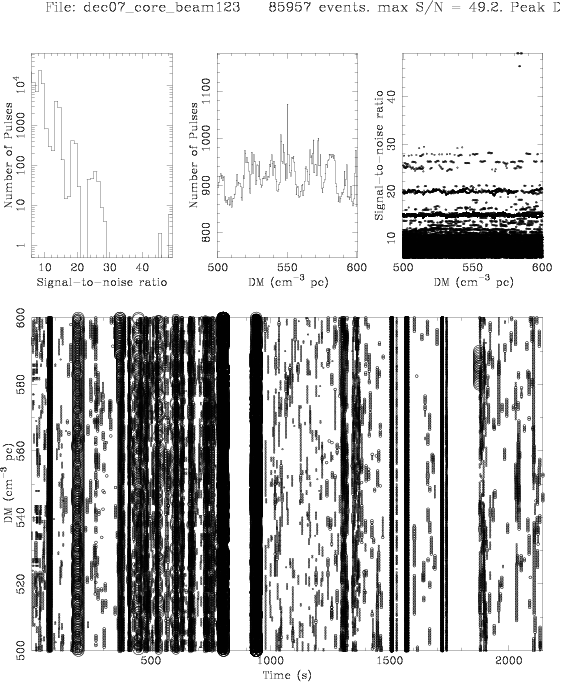 File: dec07_core_beam123 85957 events. max S/N = 49.2. Peak D
Number of Pulses
1 10 100 1000 10⁴
10 20 30 40
Signal-to-noise ratio
Number of Pulses
800 900 1000 1100
500 550 600
DM (cm⁻³ pc)
Signal-to-noise ratio
10 20 30 40
500 550 600
DM (cm⁻³ pc)
DM (cm⁻³ pc)
500 520 540 560 580 600
500 1000 1500 2000
Time (s)